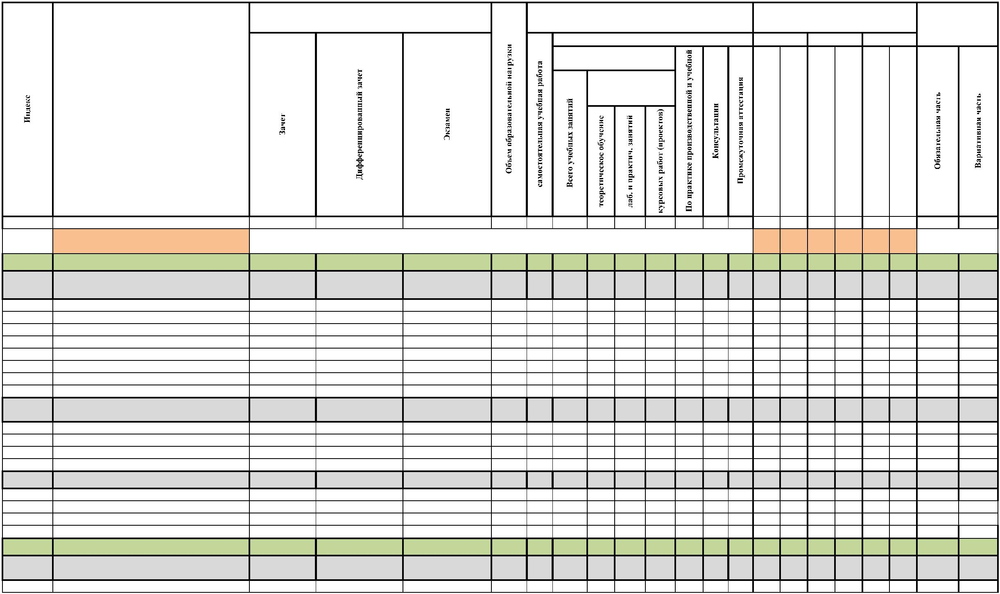 Индекс
Зачет
Дифференцированный зачет
Экзамен
Объем образовательной нагрузки
самостоятельная учебная работа
Всего учебных занятий
теоретическое обучение
лаб. и практич. занятий
курсовых работ (проектов)
По практике производственной и учебной
Консультации
Промежуточная аттестация
Обязательная часть
Вариативная часть